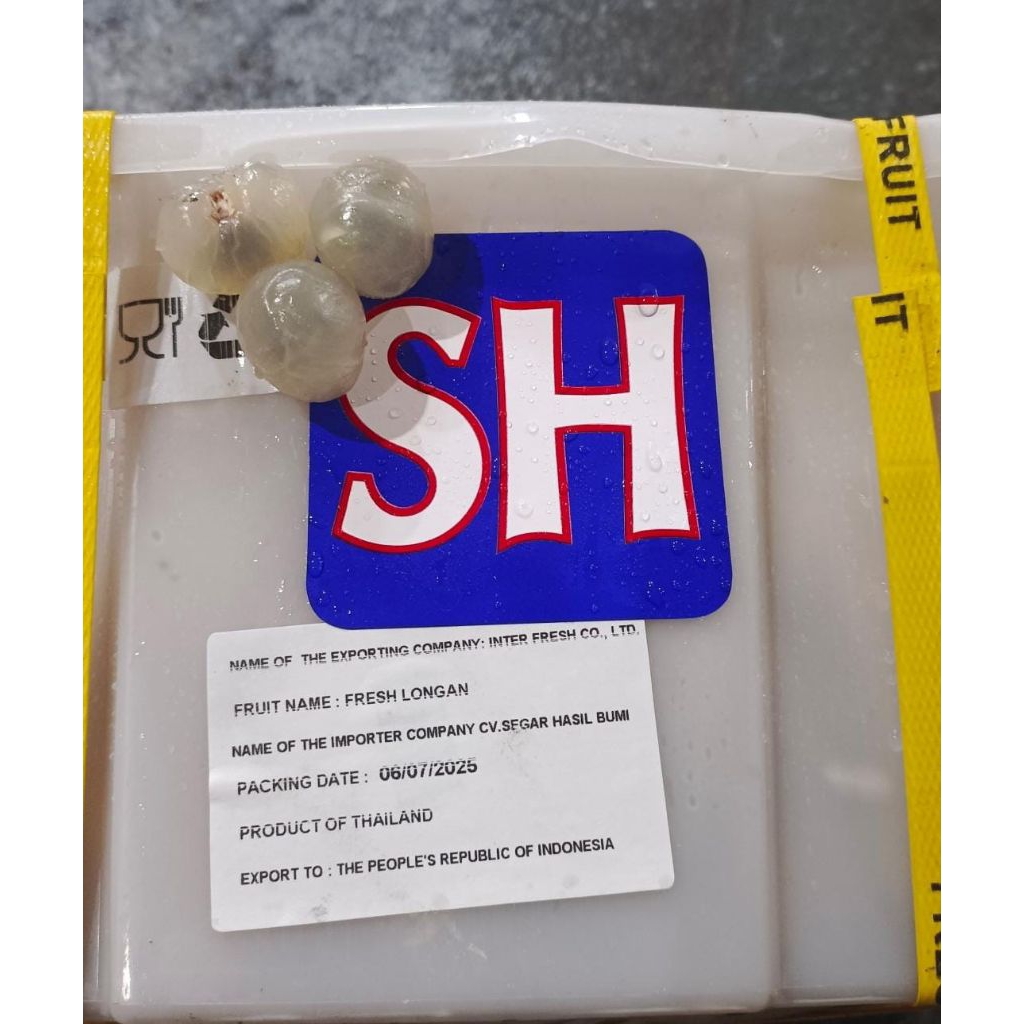 FRUIT
IT
SH
NAME OF THE EXPORTING COMPANY: INTER FRESH CO., LTD.
FRUIT NAME : FRESH LONGAN
NAME OF THE IMPORTER COMPANY CV.SEGAR HASIL BUMI
PACKING DATE : 06/07/2025
PRODUCT OF THAILAND
EXPORT TO : THE PEOPLE'S REPUBLIC OF INDONESIA